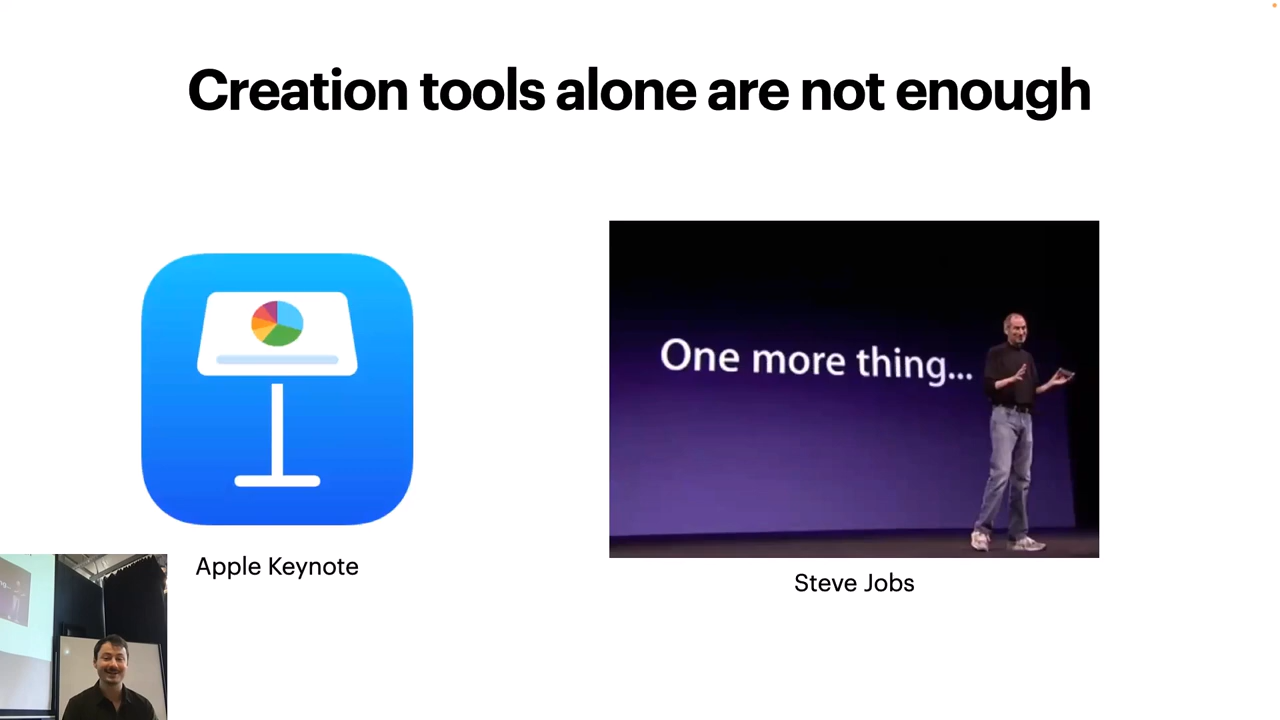 Creation tools alone are not enough
One more thing...
Apple Keynote
Steve Jobs